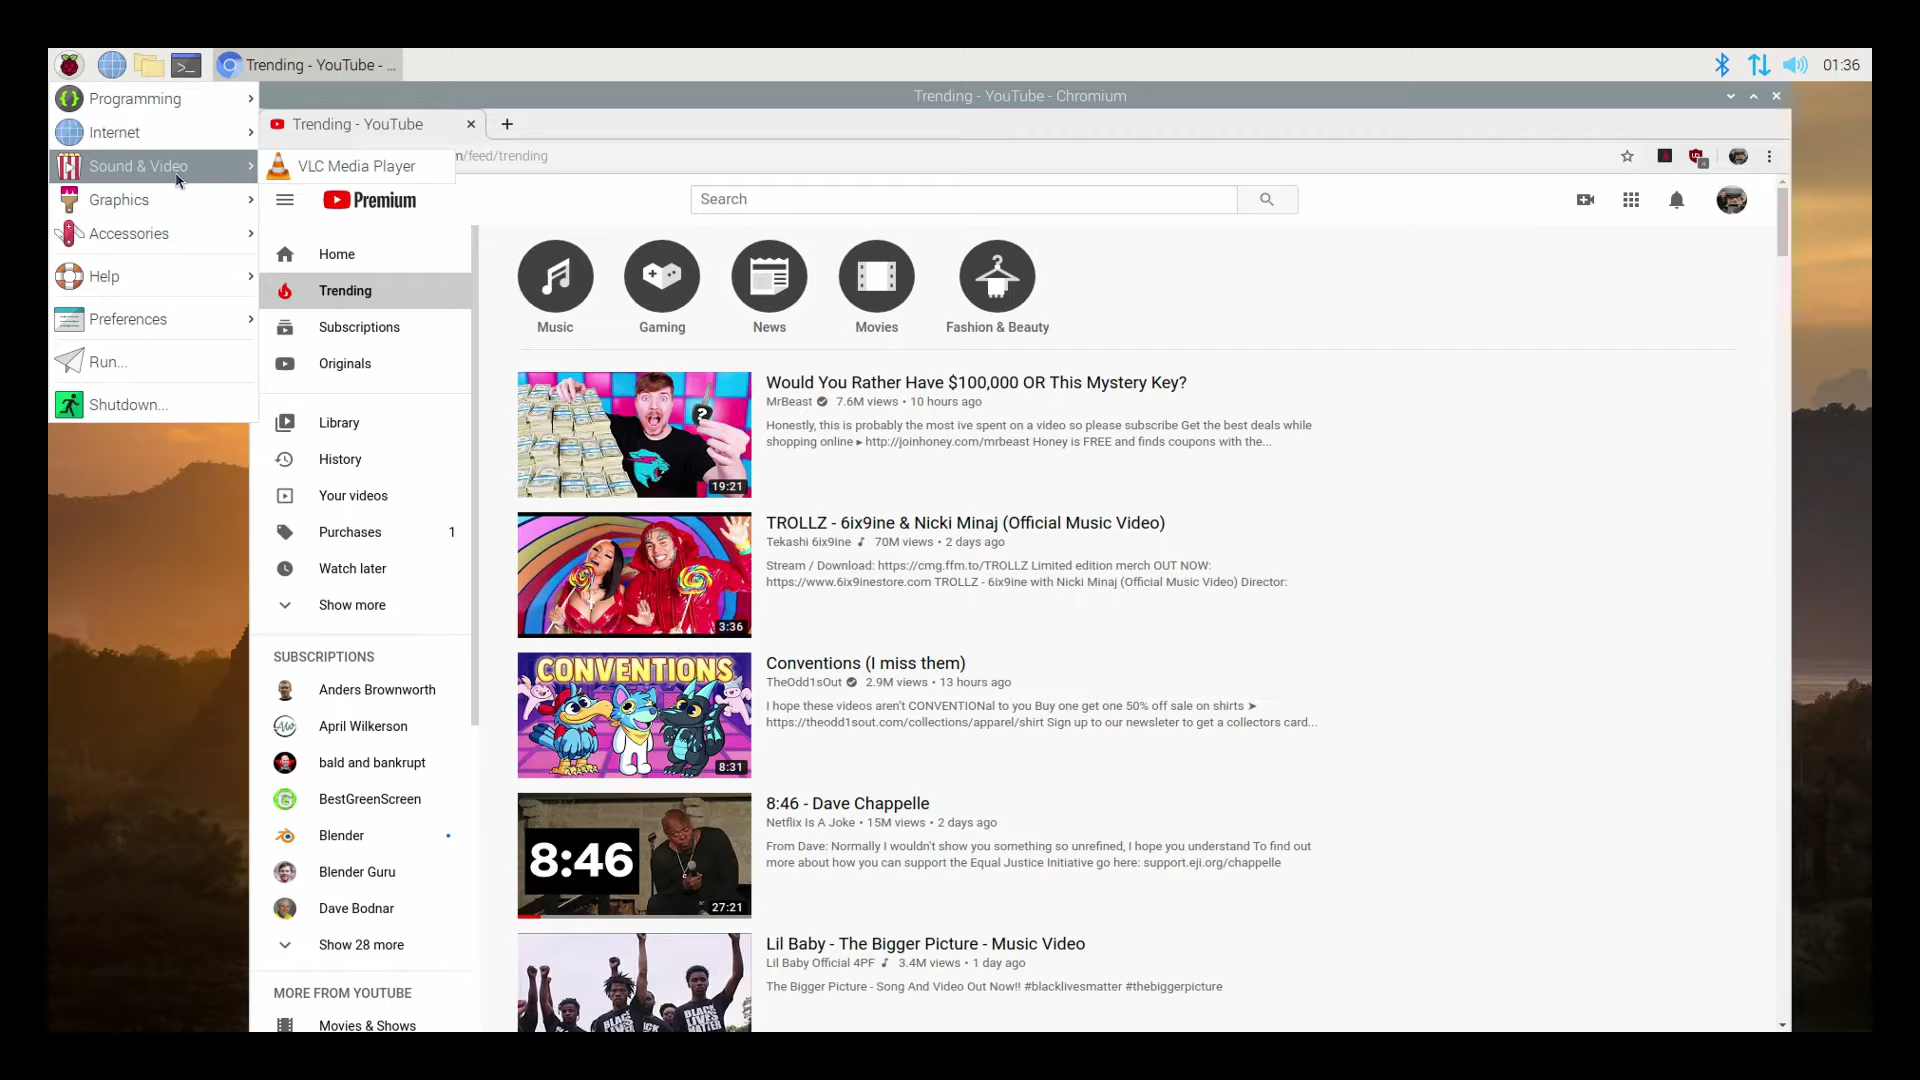 Trending - YouTube - ...
01:36
Programming
Internet
Sound & Video
Graphics
Accessories
Help
Preferences
Run...
Shutdown...
VLC Media Player
Trending - YouTube - Chromium
Trending - YouTube
m/feed/trending
4
Premium
Search
Home
Trending
Subscriptions
Originals
Library
History
Your videos
Purchases 1
Watch later
Show more
SUBSCRIPTIONS
Anders Brownworth
April Wilkerson
bald and bankrupt
BestGreenScreen
Blender
Blender Guru
Dave Bodnar
Show 28 more
MORE FROM YOUTUBE
Movies & Shows
Music
Gaming
News
Movies
Fashion & Beauty
19:21
Would You Rather Have $100,000 OR This Mystery Key?
MrBeast 7.6M views • 10 hours ago
Honestly, this is probably the most ive spent on a video so please subscribe Get the best deals while
shopping online ▸ http://joinhoney.com/mrbeast Honey is FREE and finds coupons with the...
3:36
TROLLZ - 6ix9ine & Nicki Minaj (Official Music Video)
Tekashi 6ix9ine 70M views • 2 days ago
Stream / Download: https://cmg.ffm.to/TROLLZ Limited edition merch OUT NOW:
https://www.6ix9inestore.com TROLLZ - 6ix9ine with Nicki Minaj (Official Music Video) Director:
CONVENTIONS
8:31
Conventions (I miss them)
TheOdd1sOut 2.9M views • 13 hours ago
I hope these videos aren't CONVENTIONal to you Buy one get one 50% off sale on shirts ➤
https://theodd1sout.com/collections/apparel/shirt Sign up to our newsleter to get a collectors card...
8:46
27:21
8:46 - Dave Chappelle
Netflix Is A Joke • 15M views • 2 days ago
From Dave: Normally I wouldn't show you something so unrefined, I hope you understand To find out
more about how you can support the Equal Justice Initiative go here: support.eji.org/chappelle
BLACK
LIVES
MATTER
Lil Baby - The Bigger Picture - Music Video
Lil Baby Official 4PF 3.4M views • 1 day ago
The Bigger Picture - Song And Video Out Now!! #blacklivesmatter #thebiggerpicture